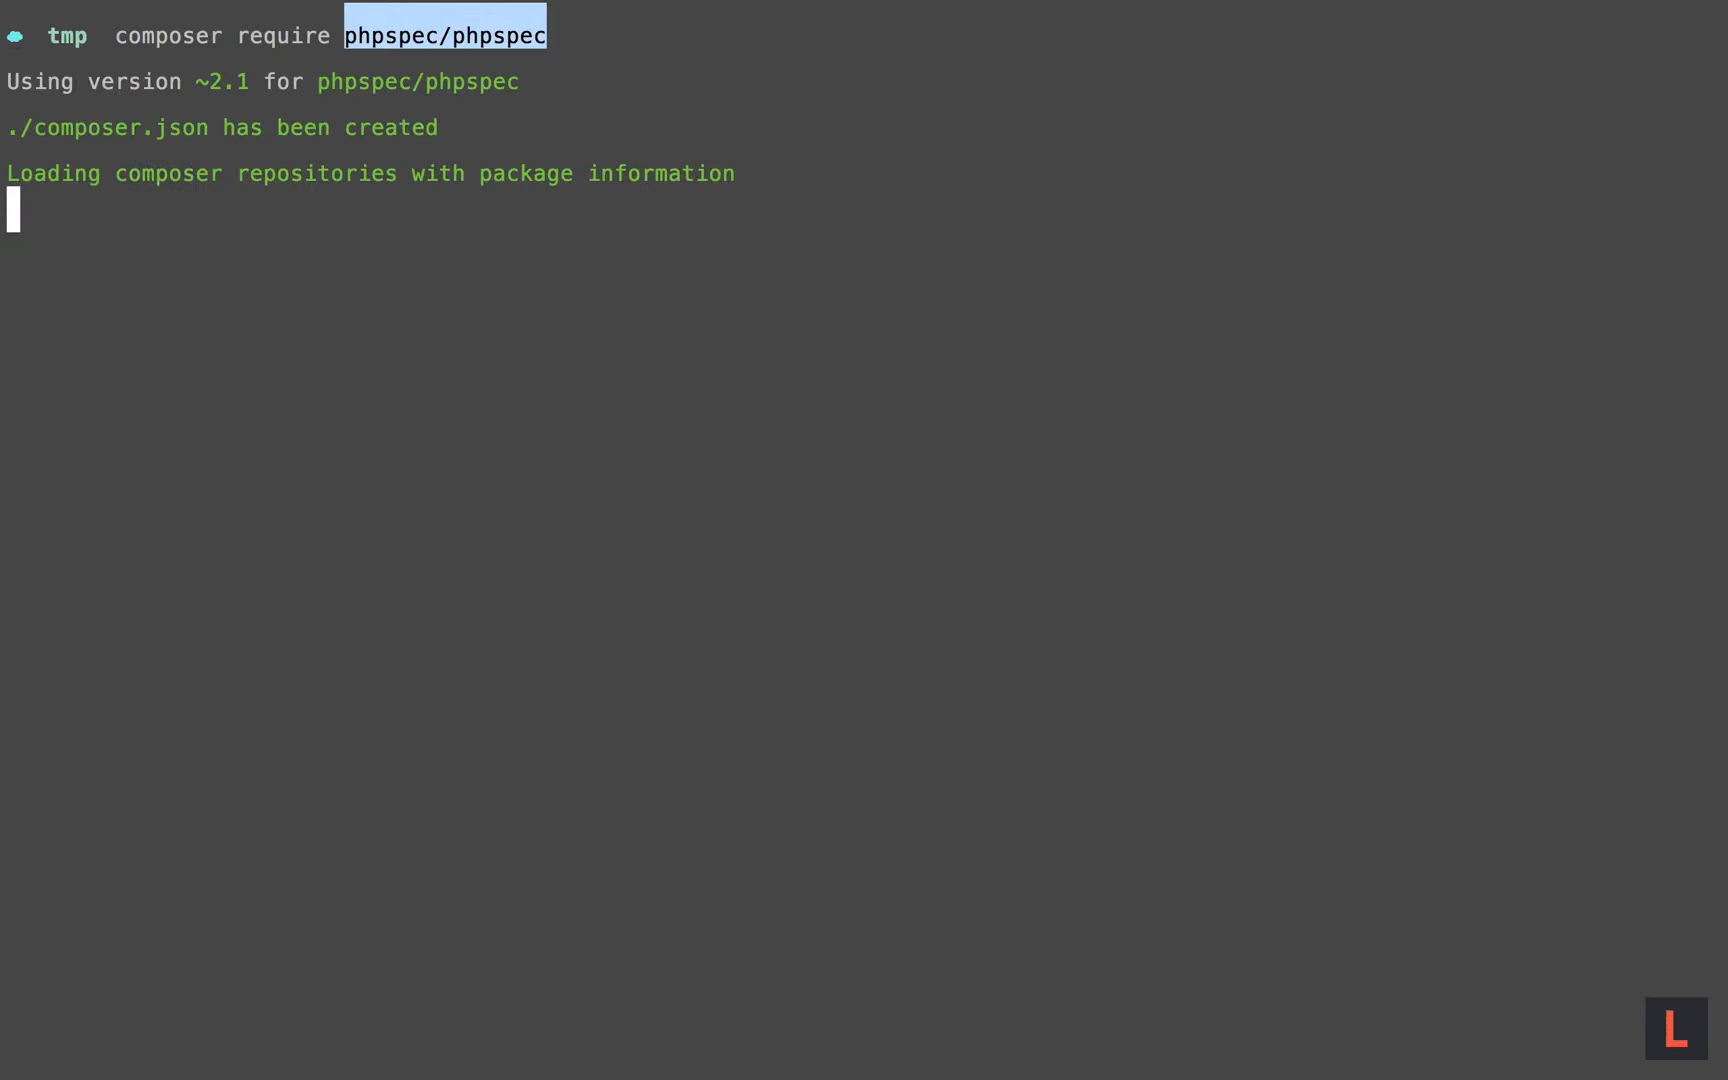 tmp composer require phpspec/phpspec
Using version ~2.1 for phpspec/phpspec
./composer.json has been created
Loading composer repositories with package information
L